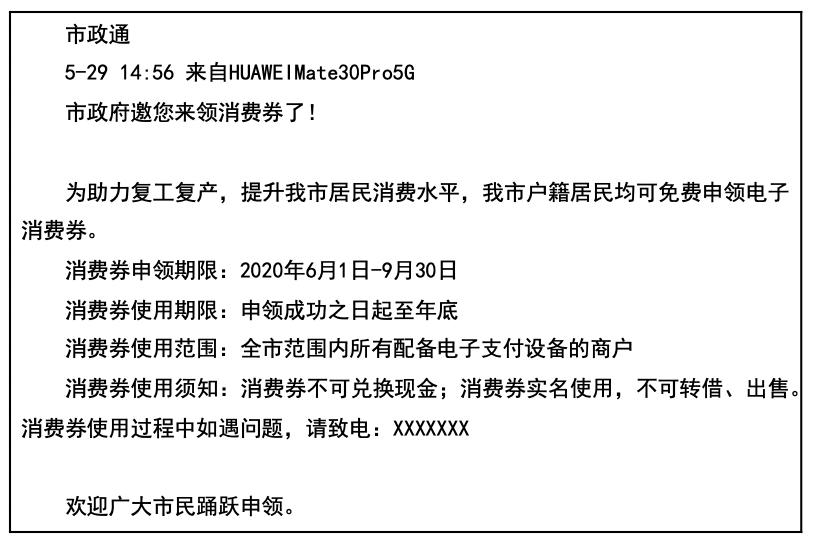 市政通
5-29 14:56 来自HUAWEIMate30Pro5G
市政府邀您来领消费券了!
为助力复工复产，提升我市居民消费水平，我市户籍居民均可免费申领电子
消费券。
消费券申领期限：2020年6月1日-9月30日
消费券使用期限：申领成功之日起至年底
消费券使用范围：全市范围内所有配备电子支付设备的商户
消费券使用须知：消费券不可兑换现金；消费券实名使用，不可转借、出售。
消费券使用过程中如遇问题，请致电：XXXXXXX
欢迎广大市民踊跃申领。